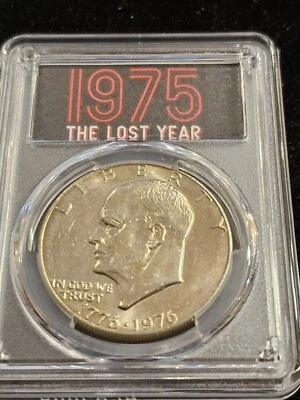 1975
THE LOST YEAR
LIBERTY
IN GOD WE
TRUST
1776·1976